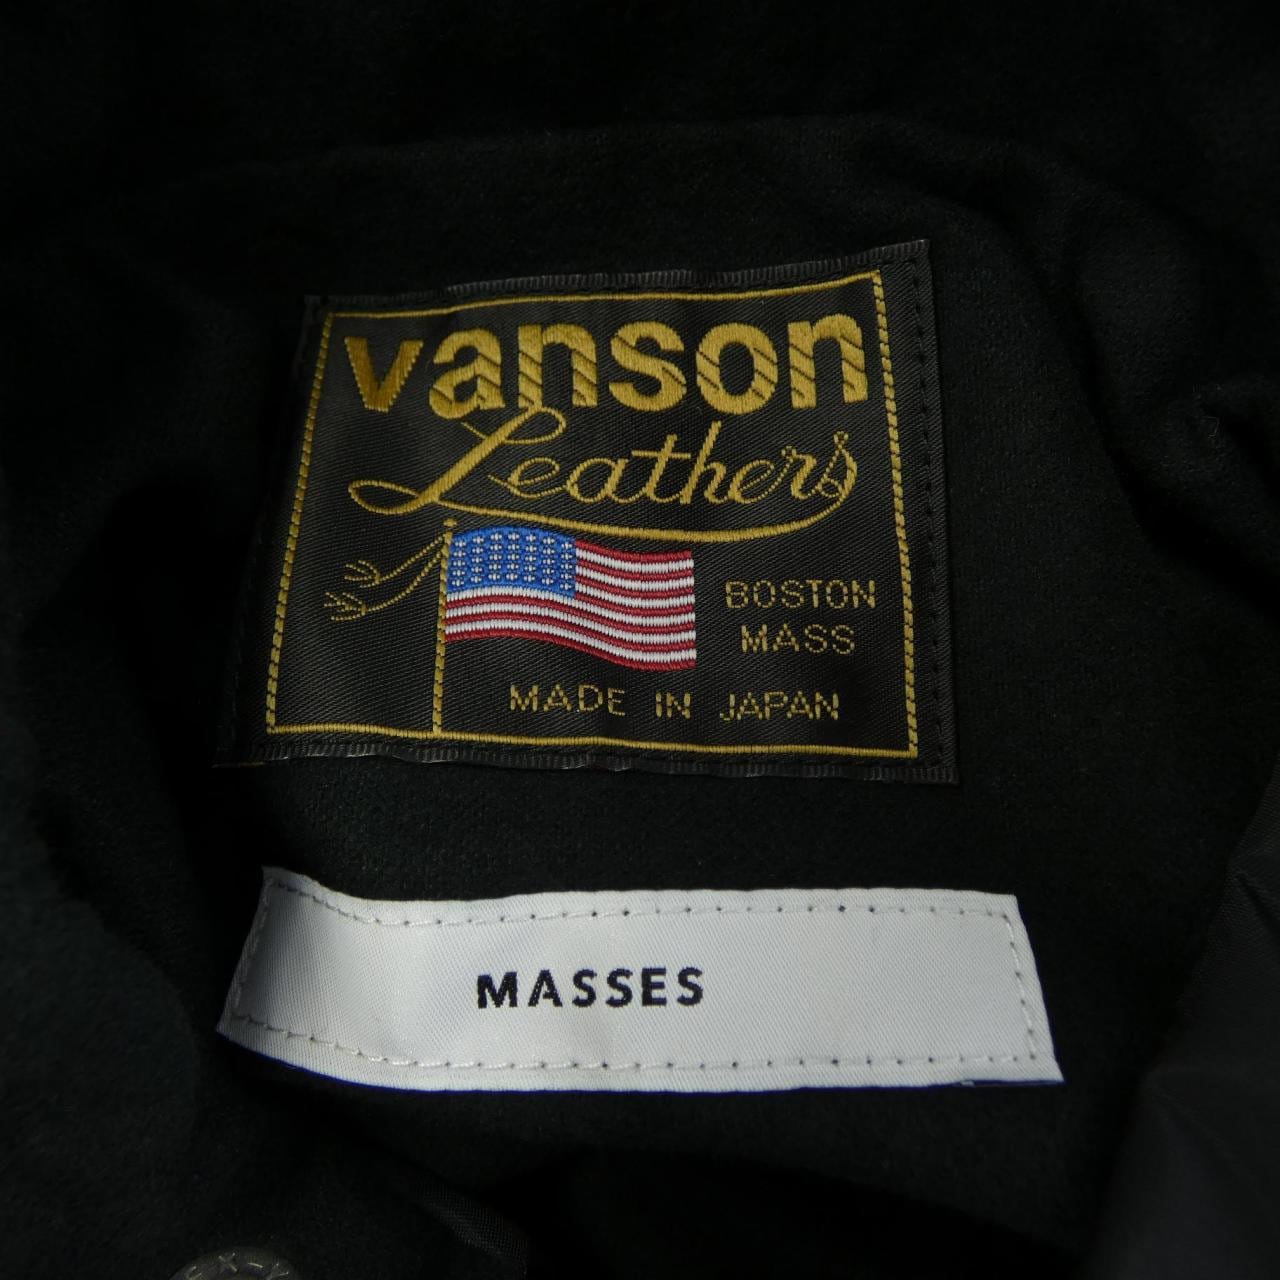 vanson
Leathers
BOSTON
MASS
MADE IN JAPAN
MASSES